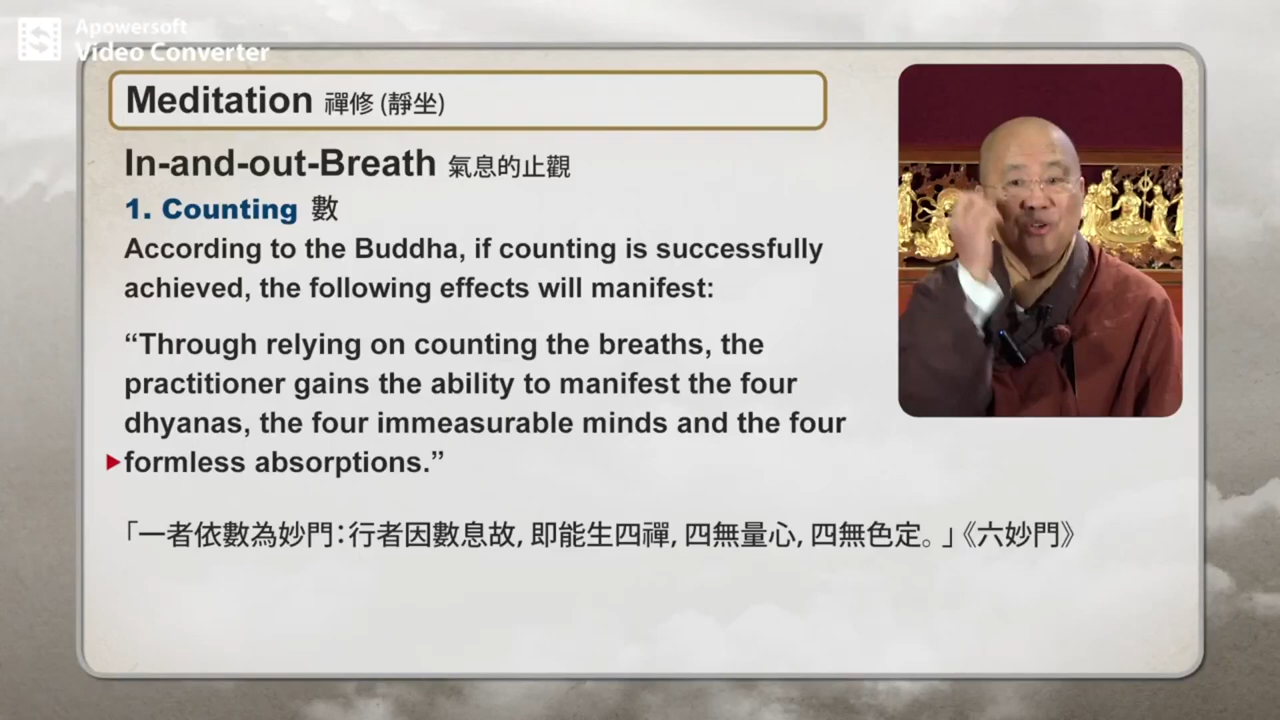 Apowersoft
Video Converter
Meditation 禪修 (靜坐)
In-and-out-Breath 氣息的止觀
1. Counting 數
According to the Buddha, if counting is successfully
achieved, the following effects will manifest:
“Through relying on counting the breaths, the
practitioner gains the ability to manifest the four
dhyanas, the four immeasurable minds and the four
formless absorptions.”
「一者依數為妙門：行者因數息故, 即能生四禪, 四無量心, 四無色定。」《六妙門》